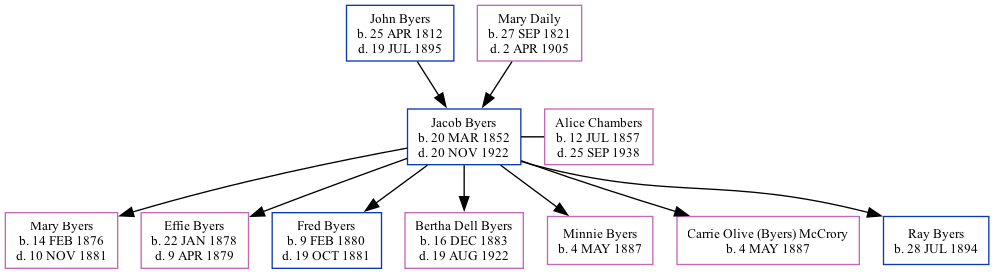 John Byers
b. 25 APR 1812
d. 19 JUL 1895
Mary Daily
b. 27 SEP 1821
d. 2 APR 1905
Jacob Byers
b. 20 MAR 1852
d. 20 NOV 1922
Alice Chambers
b. 12 JUL 1857
d. 25 SEP 1938
Mary Byers
b. 14 FEB 1876
d. 10 NOV 1881
Effie Byers
b. 22 JAN 1878
d. 9 APR 1879
Fred Byers
b. 9 FEB 1880
d. 19 OCT 1881
Bertha Dell Byers
b. 16 DEC 1883
d. 19 AUG 1922
Minnie Byers
b. 4 MAY 1887
Carrie Olive (Byers) McCrory
b. 4 MAY 1887
Ray Byers
b. 28 JUL 1894